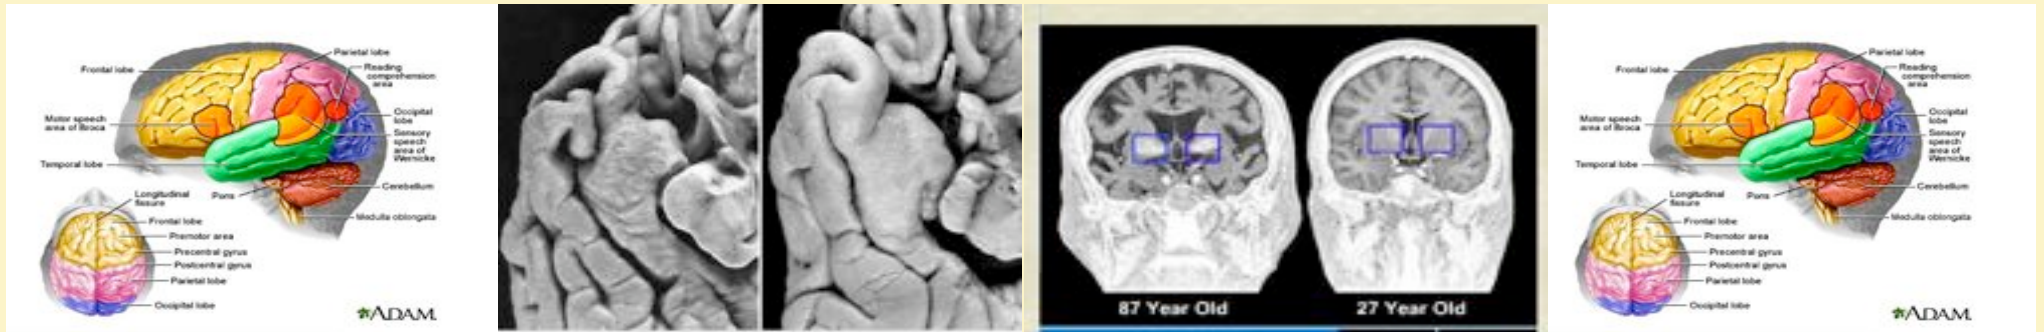 Parietal lobe
Frontal lobe
Reading
comprehension
area
Motor speech
area of Broca
Occipital
lobe
Sensory
speech
area of
Wernicke
Temporal lobe
Cerebellum
Pons
Longitudinal
fissure
Medulla oblongata
Frontal lobe
Premotor area
Precentral gyrus
Postcentral gyrus
Parietal lobe
Occipital lobe
ADAM.
87 Year Old
27 Year Old
Parietal lobe
Frontal lobe
Reading
comprehension
area
Motor speech
area of Broca
Occipital
lobe
Sensory
speech
area of
Wernicke
Temporal lobe
Cerebellum
Pons
Longitudinal
fissure
Medulla oblongata
Frontal lobe
Premotor area
Precentral gyrus
Postcentral gyrus
Parietal lobe
Occipital lobe
ADAM.